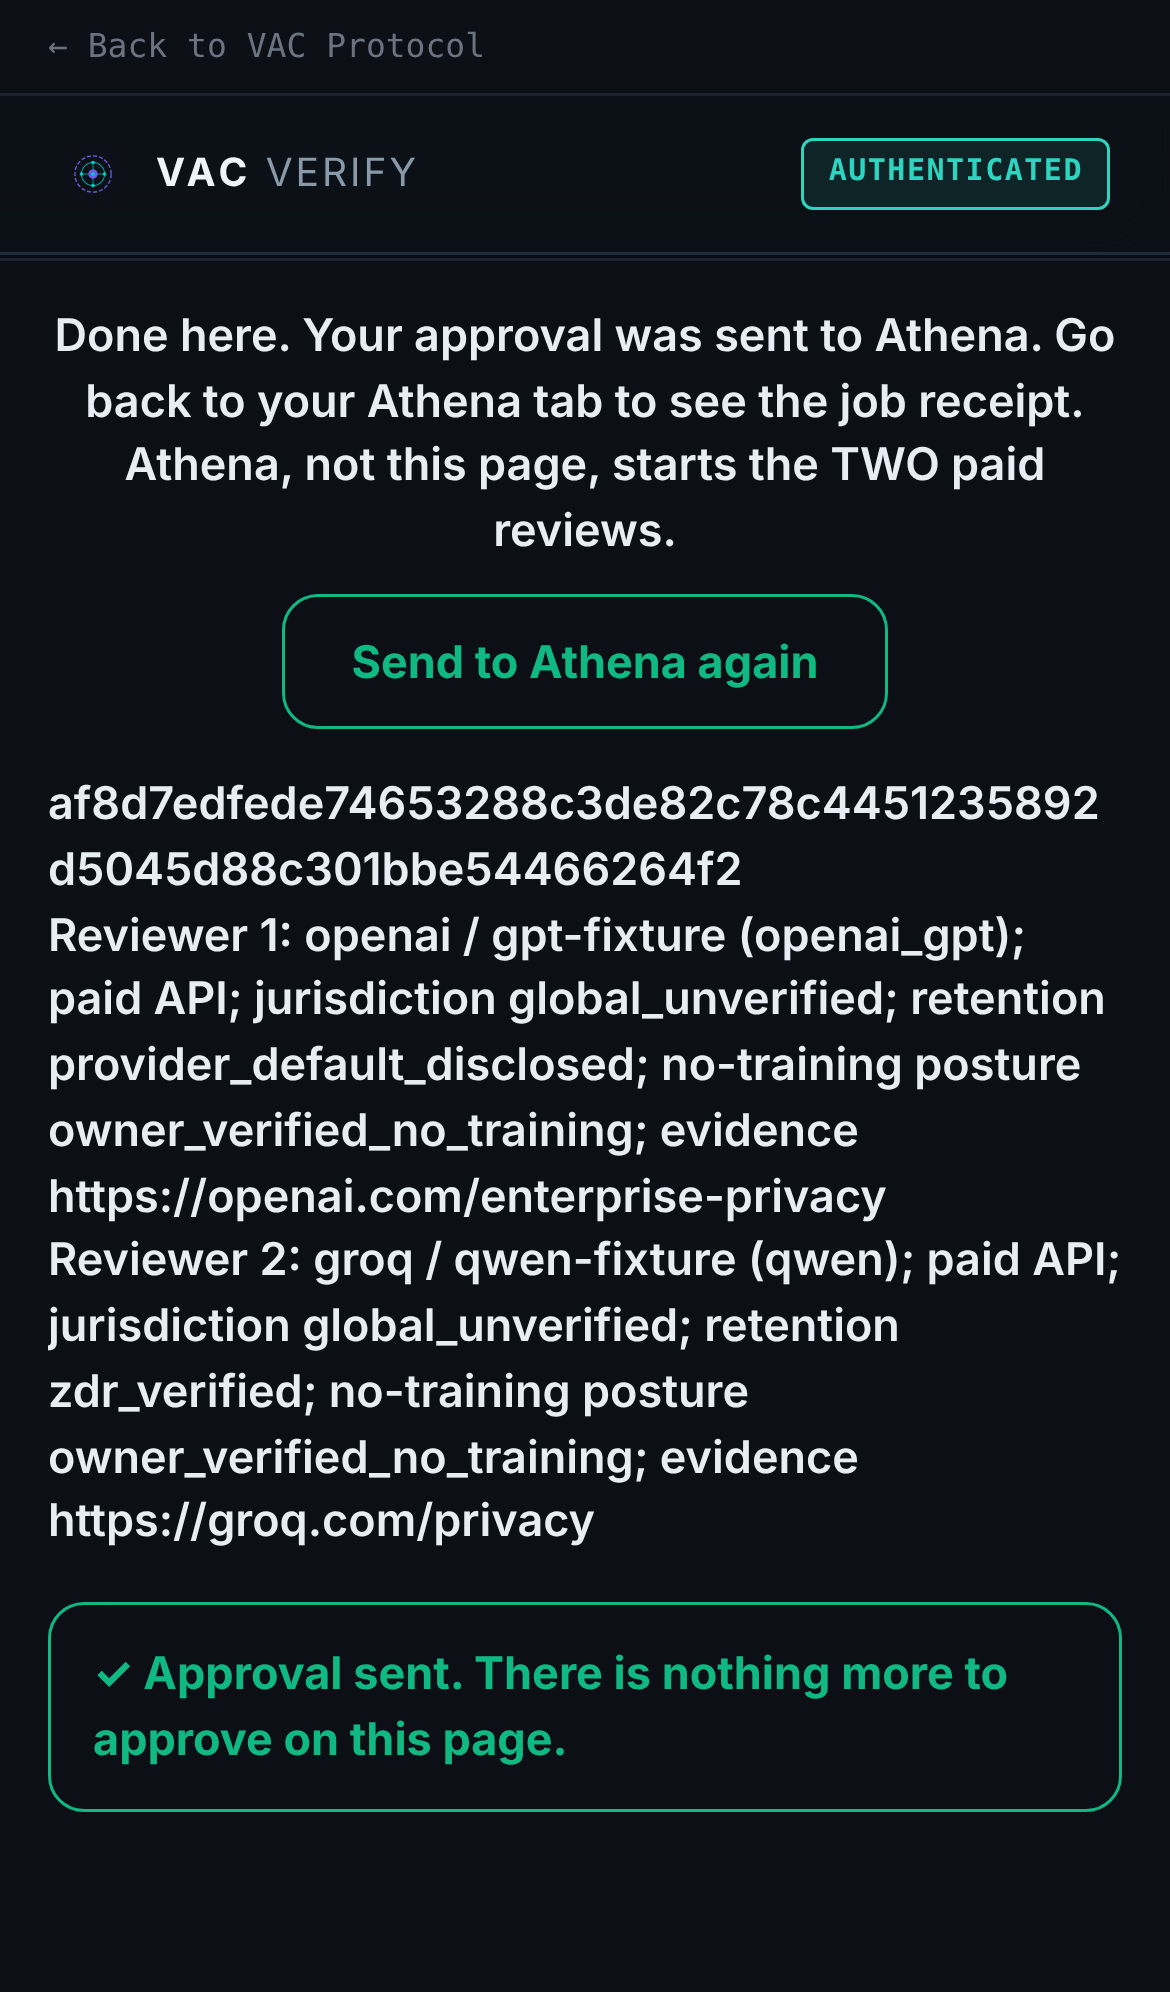 ← Back to VAC Protocol
VAC VERIFY
AUTHENTICATED
Done here. Your approval was sent to Athena. Go
back to your Athena tab to see the job receipt.
Athena, not this page, starts the TWO paid
reviews.
Send to Athena again
af8d7edfede74653288c3de82c78c4451235892
d5045d88c301bbe54466264f2
Reviewer 1: openai / gpt-fixture (openai_gpt);
paid API; jurisdiction global_unverified; retention
provider_default_disclosed; no-training posture
owner_verified_no_training; evidence
https://openai.com/enterprise-privacy
Reviewer 2: groq / qwen-fixture (qwen); paid API;
jurisdiction global_unverified; retention
zdr_verified; no-training posture
owner_verified_no_training; evidence
https://groq.com/privacy
✓ Approval sent. There is nothing more to
approve on this page.